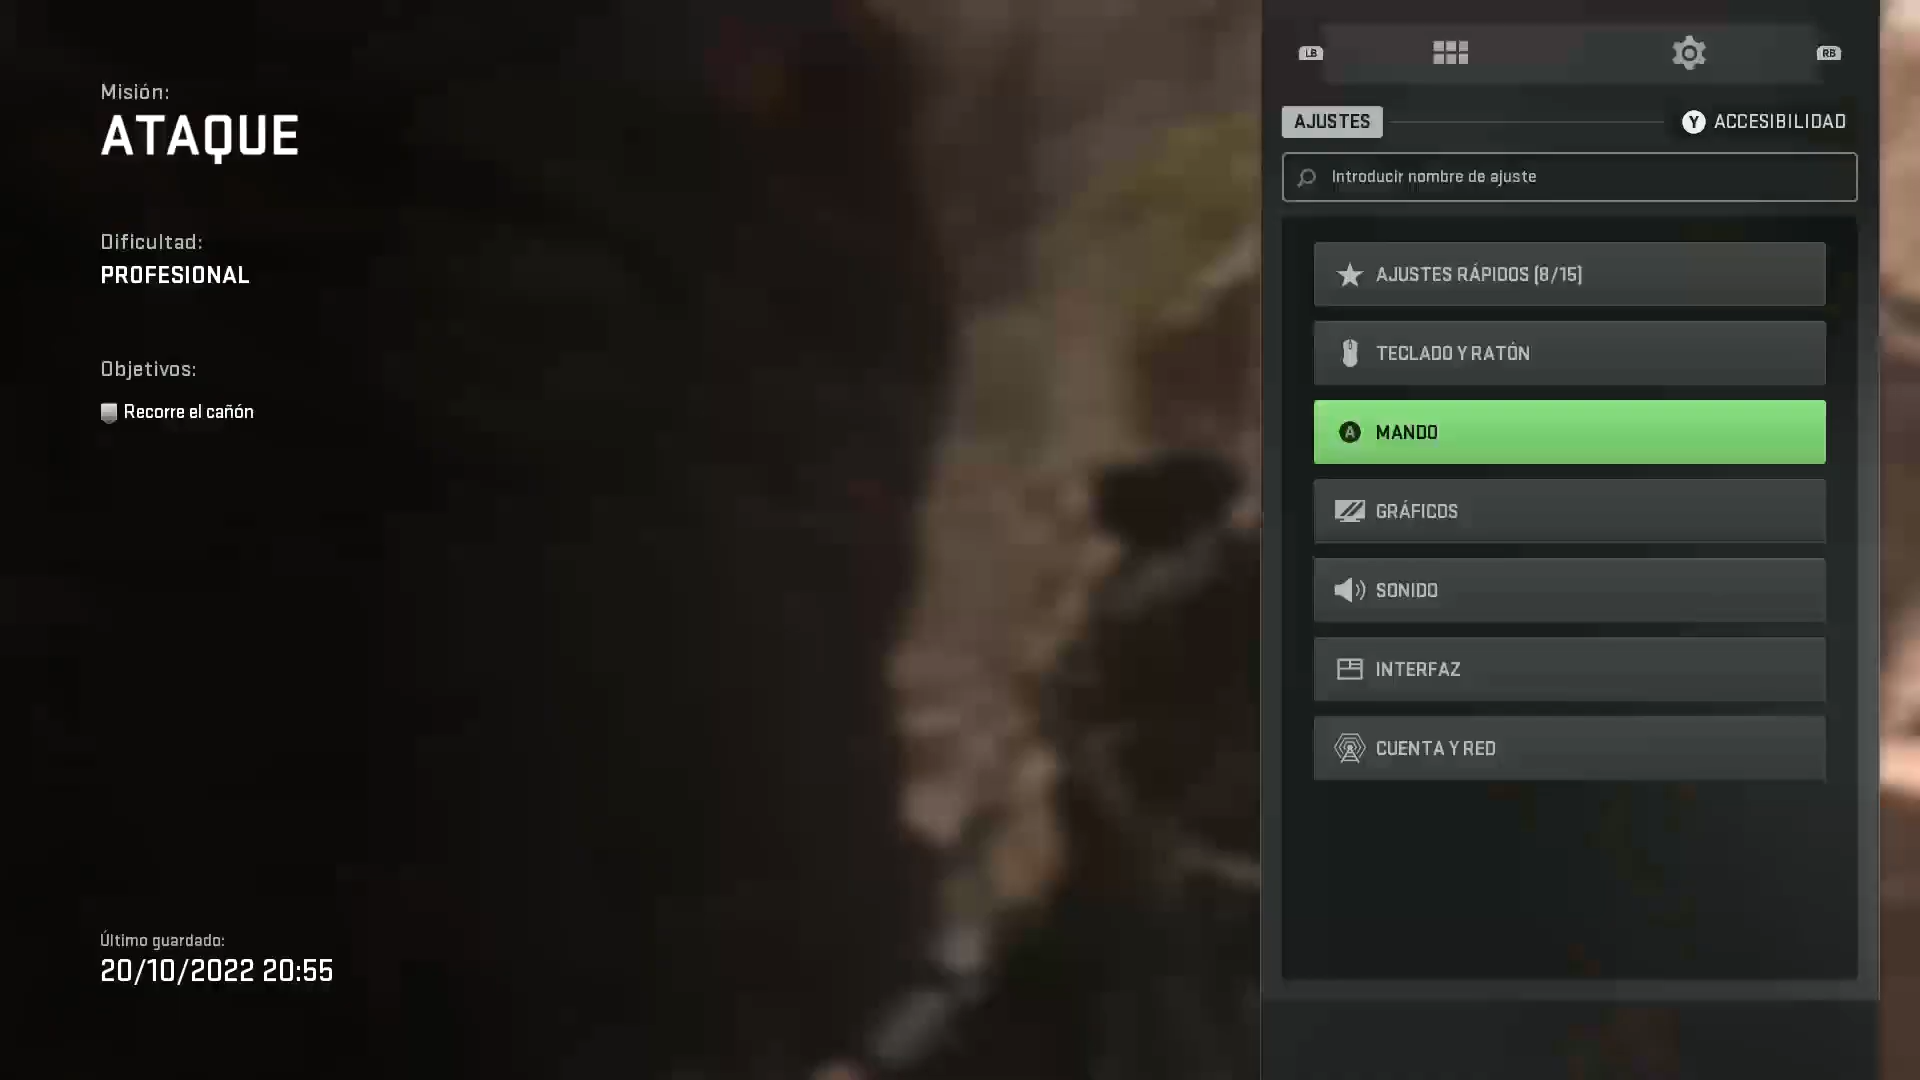 Misión:
ATAQUE
Dificultad:
PROFESIONAL
Objetivos:
Recorre el cañón
Último guardado:
20/10/2022 20:55
LB
RB
AJUSTES
Y ACCESIBILIDAD
Introducir nombre de ajuste
AJUSTES RÁPIDOS (8/15)
TECLADO Y RATÓN
A MANDO
GRÁFICOS
SONIDO
INTERFAZ
CUENTA Y RED